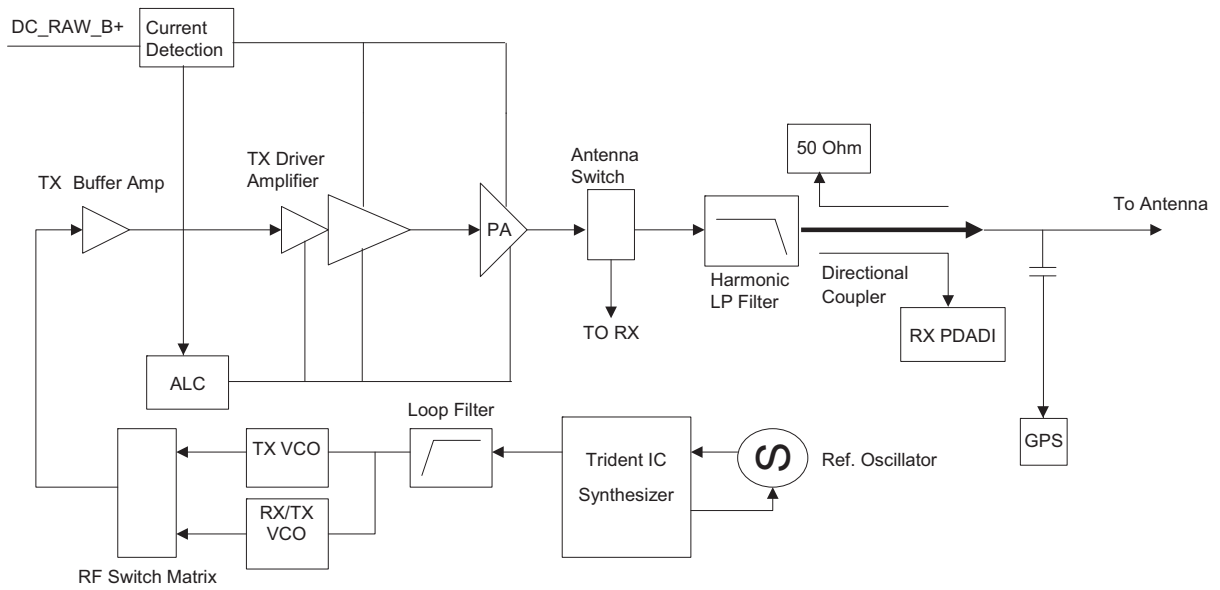 DC_RAW_B+
Current
Detection
TX Buffer Amp
TX Driver
Amplifier
PA
Antenna
Switch
TO RX
Harmonic
LP Filter
50 Ohm
Directional
Coupler
RX PDADI
To Antenna
GPS
ALC
Loop Filter
TX VCO
RX/TX
VCO
RF Switch Matrix
Trident IC
Synthesizer
S
Ref. Oscillator